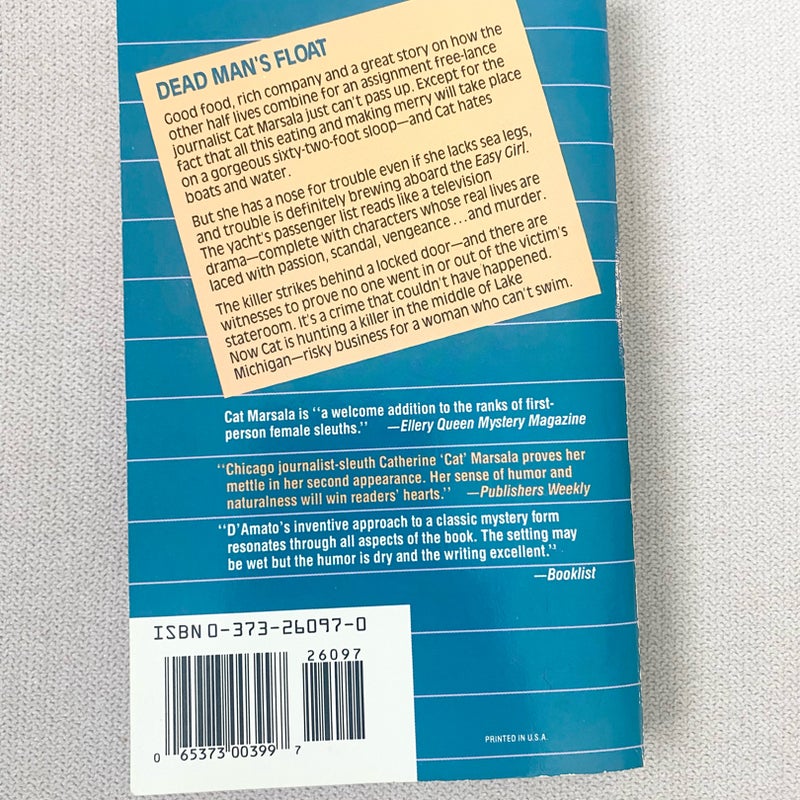 DEAD MAN'S FLOAT
Good food, rich company and a great story on how the
other half lives combine for an assignment free-lance
journalist Cat Marsala just can't pass up. Except for the
fact that all this eating and making merry will take place
on a gorgeous sixty-two-foot sloop—and Cat hates
boats and water.
But she has a nose for trouble even if she lacks sea legs,
and trouble is definitely brewing aboard the Easy Girl.
The yacht's passenger list reads like a television
drama—complete with characters whose real lives are
laced with passion, scandal, vengeance ... and murder.
The killer strikes behind a locked door—and there are
witnesses to prove no one went in or out of the victim's
stateroom. It's a crime that couldn't have happened.
Now Cat is hunting a killer in the middle of Lake
Michigan—risky business for a woman who can't swim.
Cat Marsala is "a welcome addition to the ranks of first-
person female sleuths." —Ellery Queen Mystery Magazine
"Chicago journalist-sleuth Catherine 'Cat' Marsala proves her
mettle in her second appearance. Her sense of humor and
naturalness will win readers' hearts." —Publishers Weekly
"D'Amato's inventive approach to a classic mystery form
resonates through all aspects of the book. The setting may
be wet but the humor is dry and the writing excellent."
—Booklist
ISBN 0-373-26097-0
26097
0 65373 00399 7
PRINTED IN U.S.A.